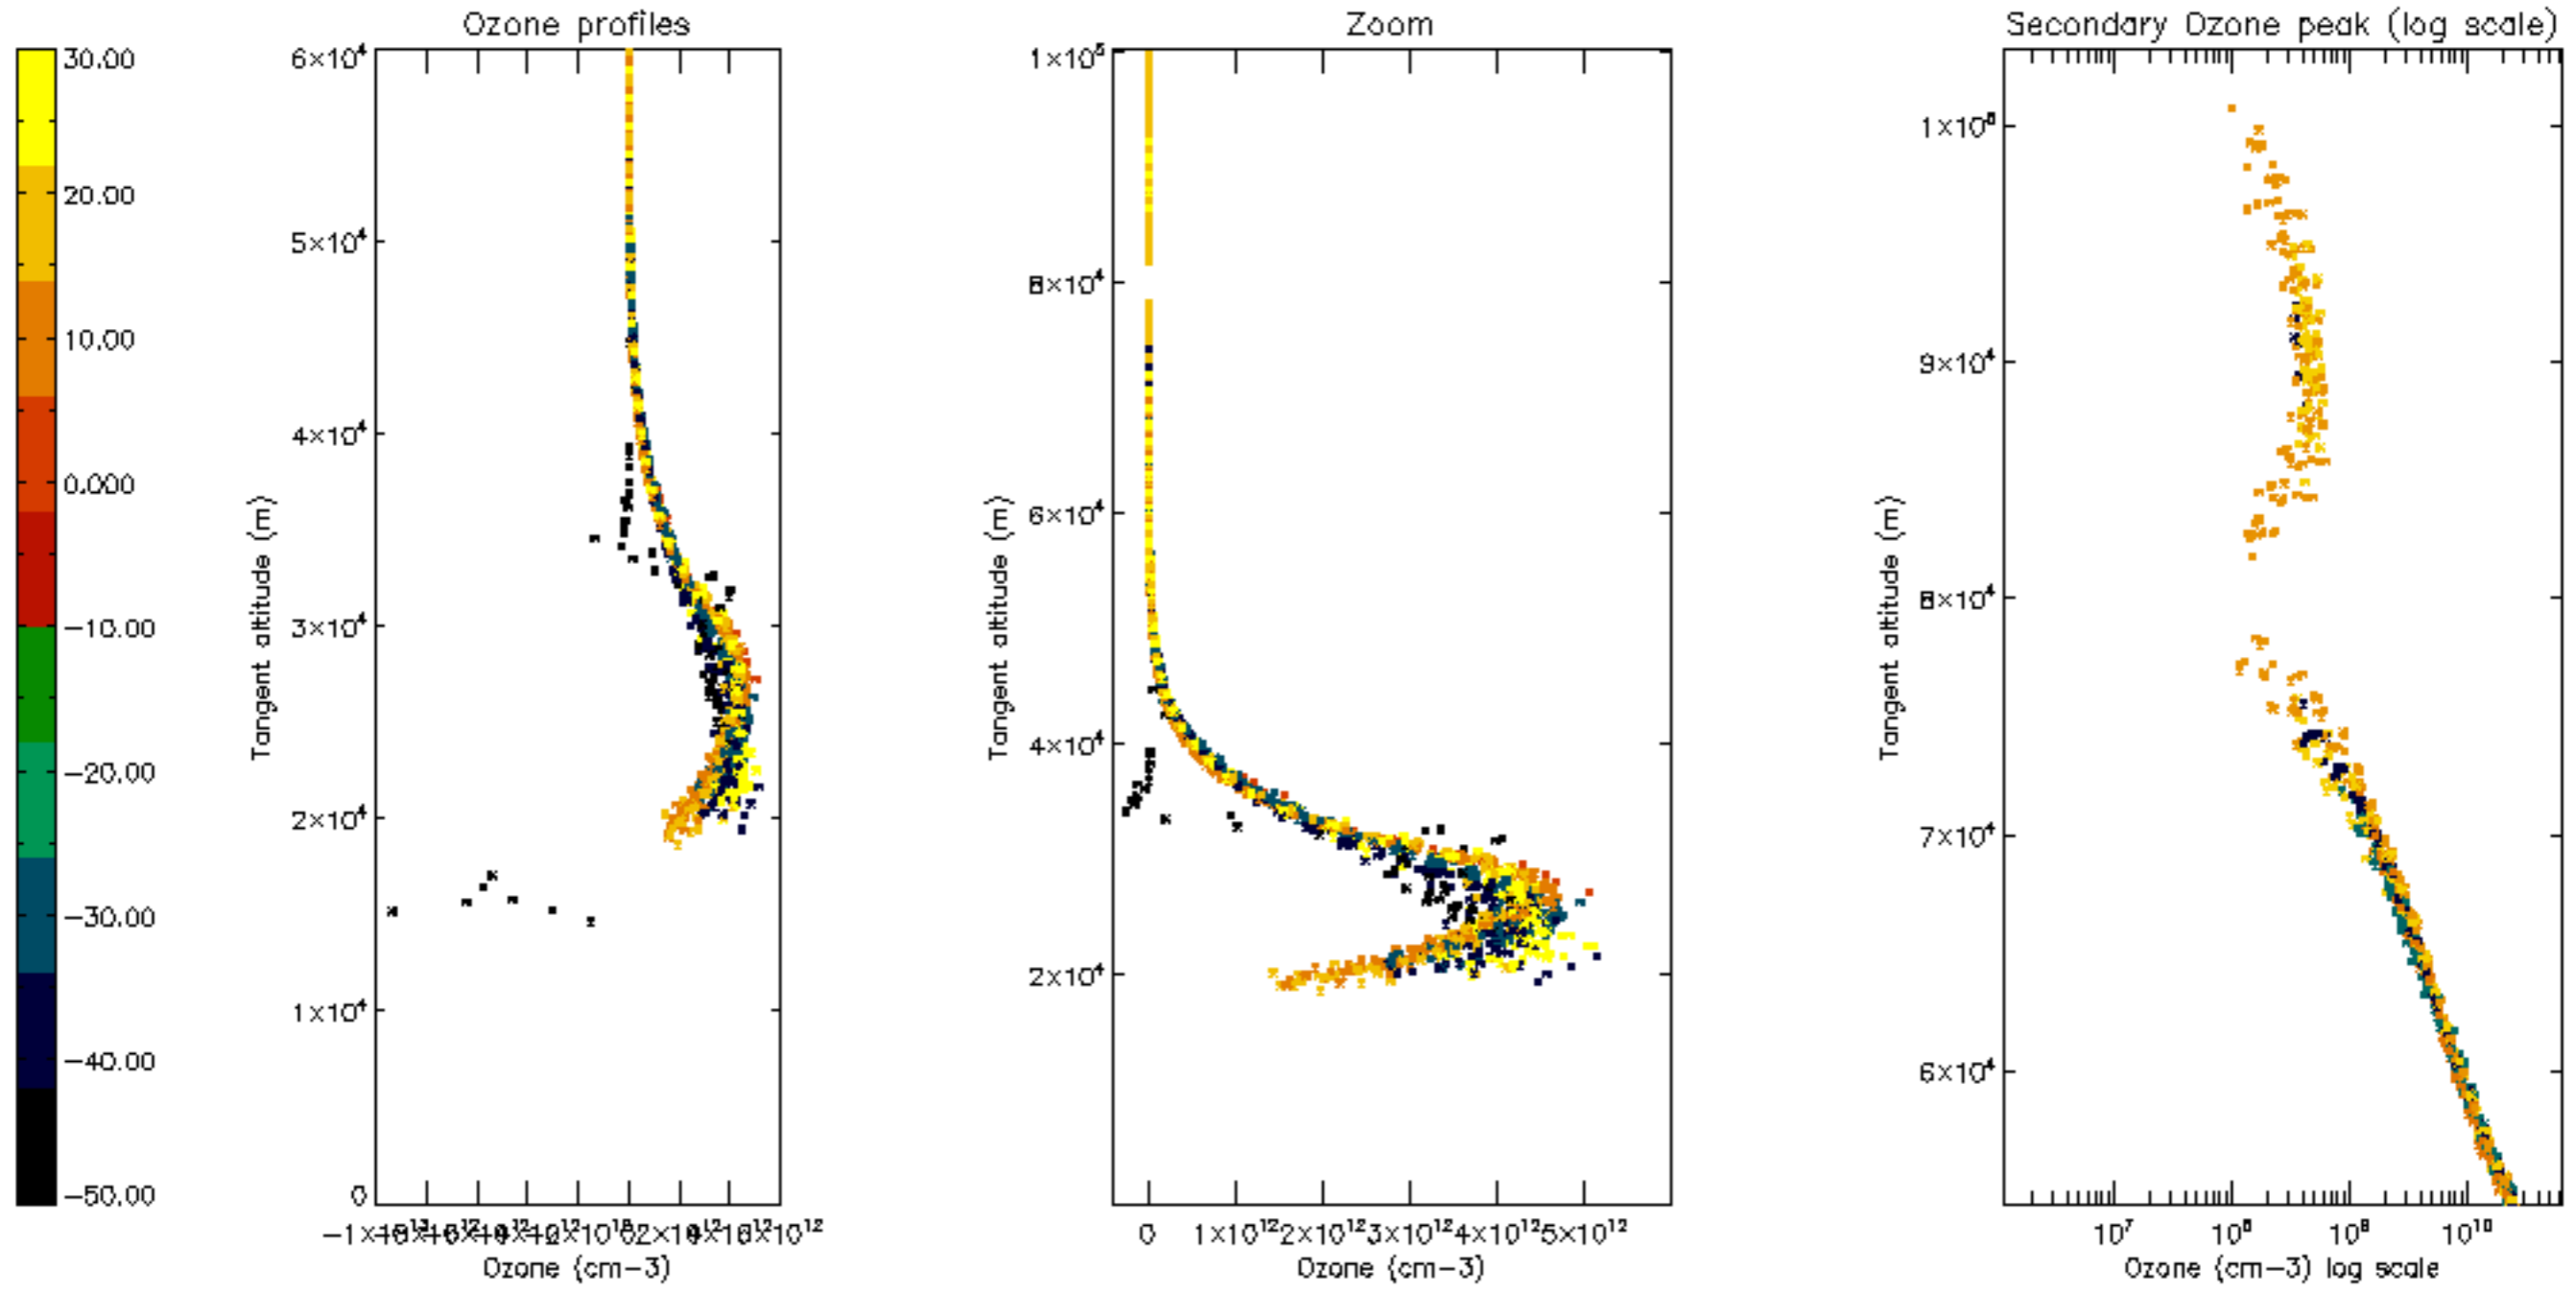 Ozone profiles
Zoom
Secondary Ozone peak (log scale)
30.00
20.00
10.00
0.000
−10.00
−20.00
−30.00
−40.00
−50.00
6×10⁴
5×10⁴
4×10⁴
3×10⁴
2×10⁴
1×10⁴
0
Tangent altitude (m)
Ozone (cm−3)
1×10⁵
8×10⁴
6×10⁴
4×10⁴
2×10⁴
Tangent altitude (m)
0 1×10¹² 2×10¹² 3×10¹² 4×10¹² 5×10¹²
Ozone (cm−3)
1×10⁵
9×10⁴
8×10⁴
7×10⁴
6×10⁴
Tangent altitude (m)
10⁷ 10⁸ 10⁹ 10¹⁰
Ozone (cm−3) log scale